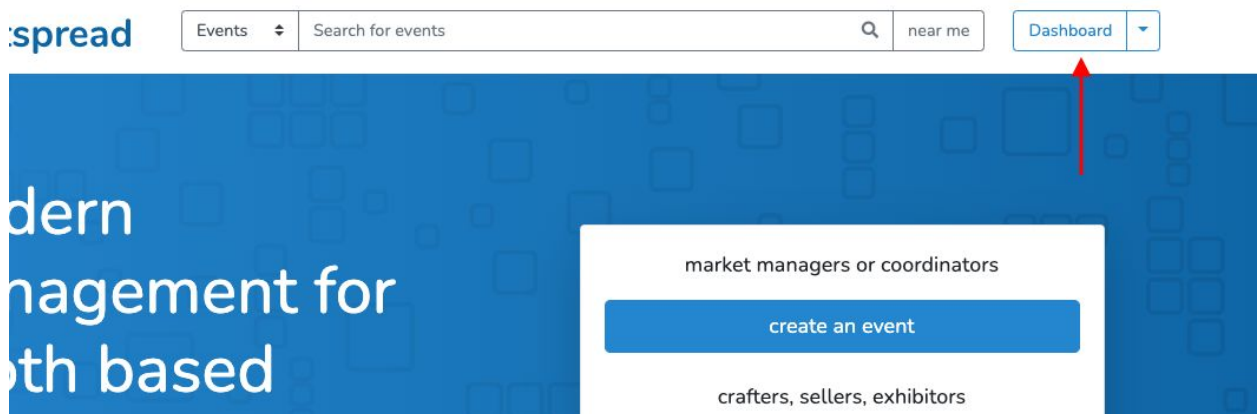 tspread
Events
Search for events
near me
Dashboard
dern
nagement for
oth based
market managers or coordinators
create an event
crafters, sellers, exhibitors